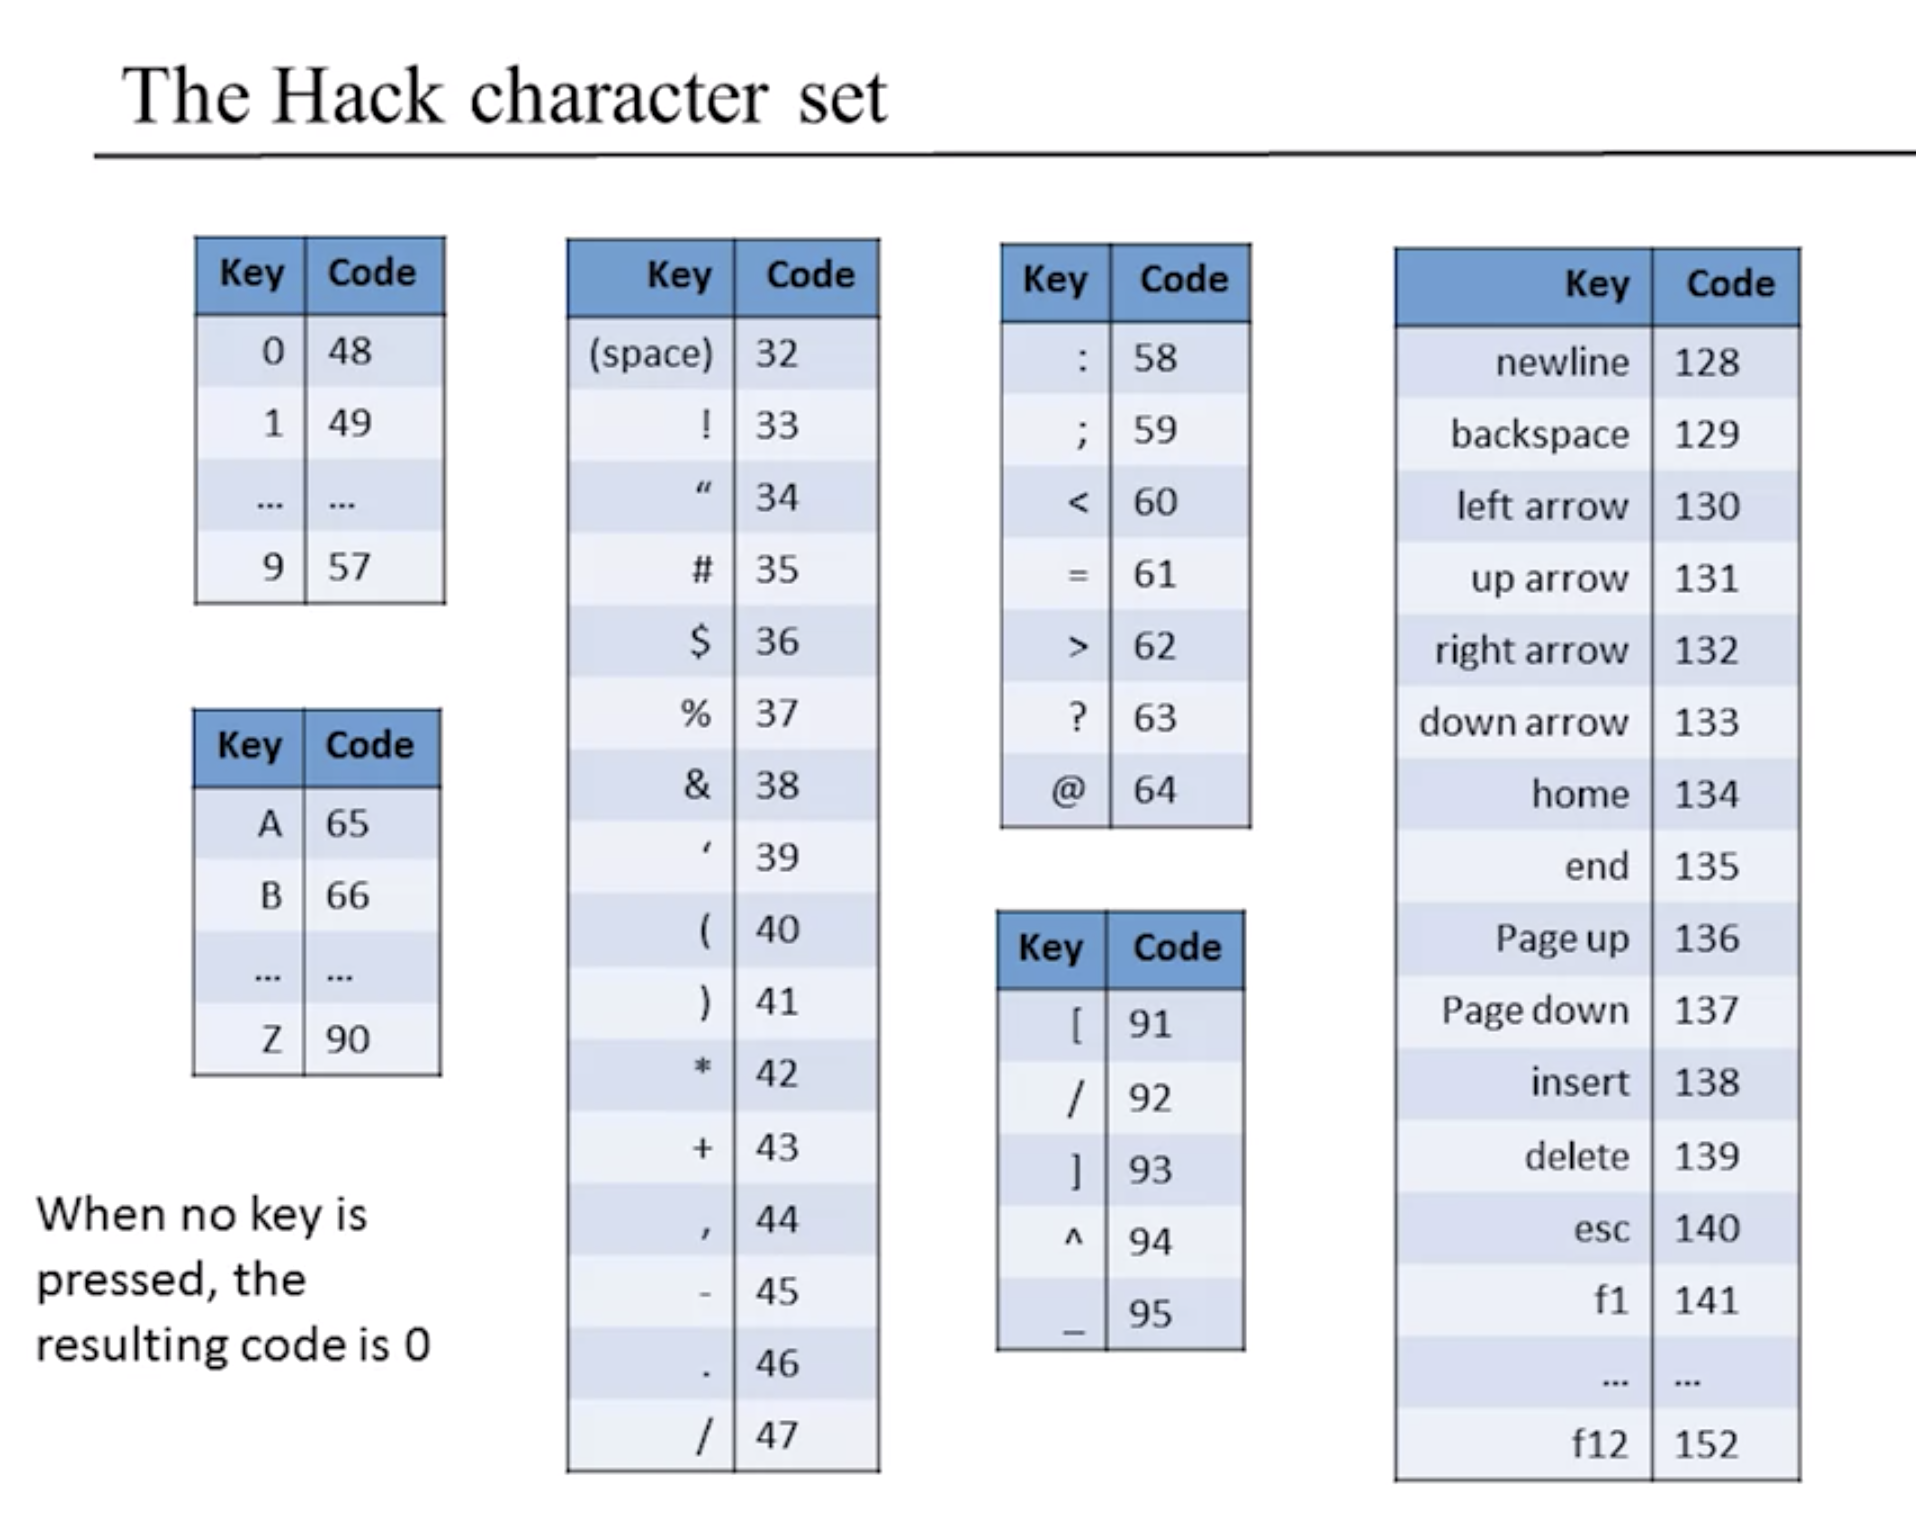 The Hack character set
Key Code
0 48
1 49
... ...
9 57
Key Code
A 65
B 66
... ...
Z 90
When no key is
pressed, the
resulting code is 0
Key Code
(space) 32
! 33
“ 34
# 35
$ 36
% 37
& 38
‘ 39
( 40
) 41
* 42
+ 43
, 44
- 45
. 46
/ 47
Key Code
: 58
; 59
< 60
= 61
> 62
? 63
@ 64
Key Code
[ 91
/ 92
] 93
^ 94
_ 95
Key Code
newline 128
backspace 129
left arrow 130
up arrow 131
right arrow 132
down arrow 133
home 134
end 135
Page up 136
Page down 137
insert 138
delete 139
esc 140
f1 141
... ...
f12 152